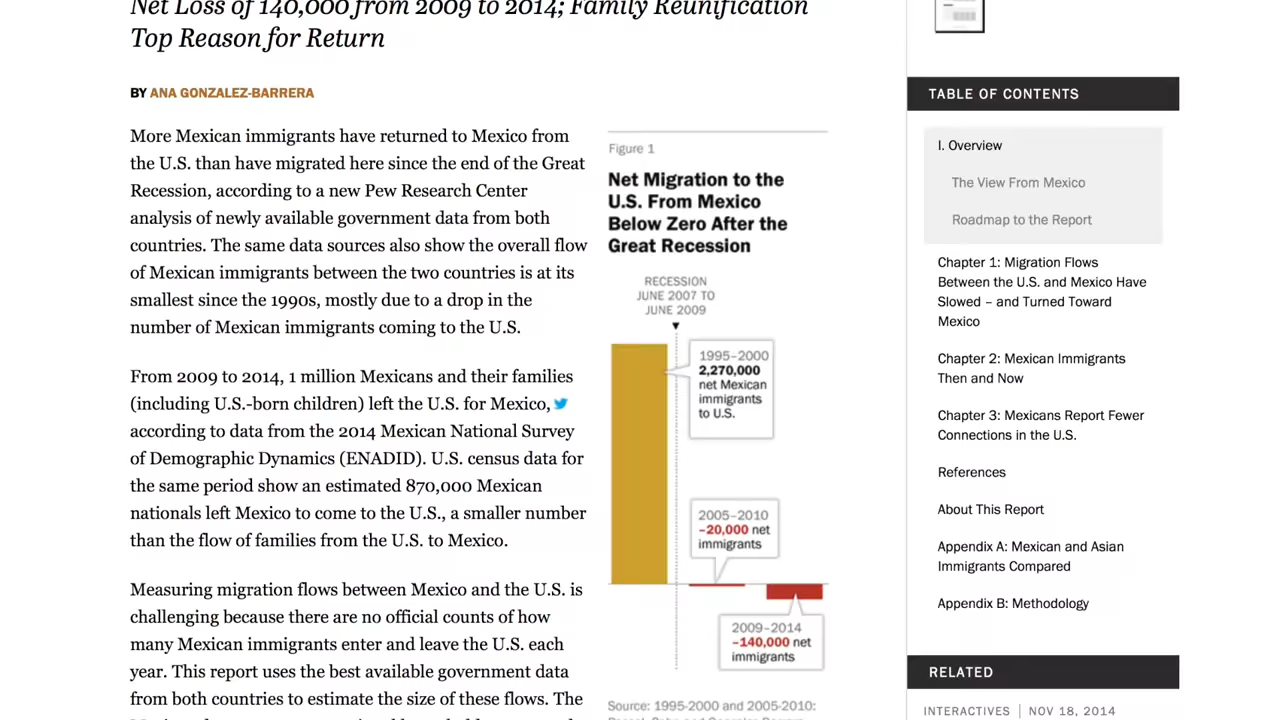 Net Loss of 140,000 from 2009 to 2014; Family Reunification
Top Reason for Return
BY ANA GONZALEZ-BARRERA
More Mexican immigrants have returned to Mexico from
the U.S. than have migrated here since the end of the Great
Recession, according to a new Pew Research Center
analysis of newly available government data from both
countries. The same data sources also show the overall flow
of Mexican immigrants between the two countries is at its
smallest since the 1990s, mostly due to a drop in the
number of Mexican immigrants coming to the U.S.
From 2009 to 2014, 1 million Mexicans and their families
(including U.S.-born children) left the U.S. for Mexico,
according to data from the 2014 Mexican National Survey
of Demographic Dynamics (ENADID). U.S. census data for
the same period show an estimated 870,000 Mexican
nationals left Mexico to come to the U.S., a smaller number
than the flow of families from the U.S. to Mexico.
Measuring migration flows between Mexico and the U.S. is
challenging because there are no official counts of how
many Mexican immigrants enter and leave the U.S. each
year. This report uses the best available government data
from both countries to estimate the size of these flows. The
Figure 1
Net Migration to the
U.S. From Mexico
Below Zero After the
Great Recession
RECESSION
JUNE 2007 TO
JUNE 2009
1995–2000
2,270,000
net Mexican
immigrants
to U.S.
2005–2010
–20,000 net
immigrants
2009–2014
–140,000 net
immigrants
Source: 1995-2000 and 2005-2010:
TABLE OF CONTENTS
I. Overview
The View From Mexico
Roadmap to the Report
Chapter 1: Migration Flows
Between the U.S. and Mexico Have
Slowed – and Turned Toward
Mexico
Chapter 2: Mexican Immigrants
Then and Now
Chapter 3: Mexicans Report Fewer
Connections in the U.S.
References
About This Report
Appendix A: Mexican and Asian
Immigrants Compared
Appendix B: Methodology
RELATED
INTERACTIVES | NOV 18, 2014